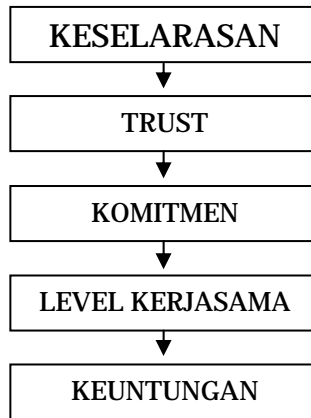 KESELARASAN
TRUST
KOMITMEN
LEVEL KERJASAMA
KEUNTUNGAN